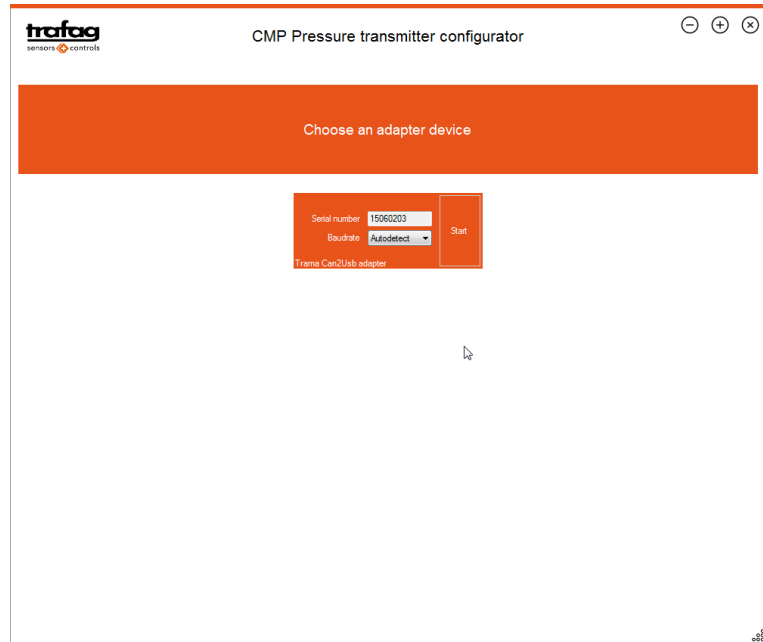 trafag
sensors controls
CMP Pressure transmitter configurator
Choose an adapter device
Serial number 15060203
Baudrate Autodetect
Start
Trama Can2Usb adapter